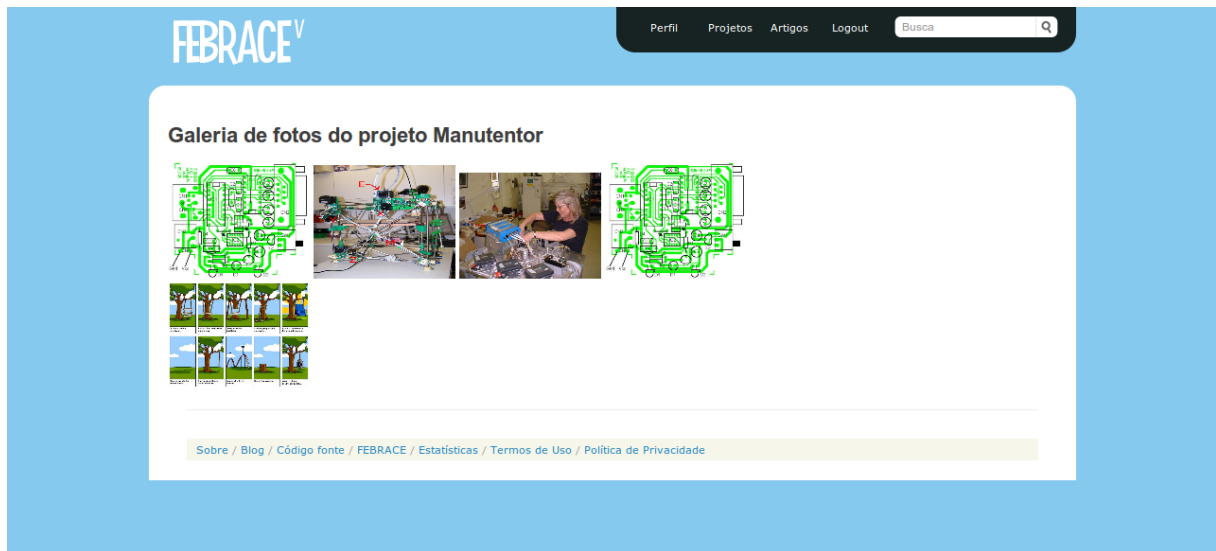 FEBRACE V
Perfil Projetos Artigos Logout Busca
Galeria de fotos do projeto Manutentor
Sobre / Blog / Código fonte / FEBRACE / Estatísticas / Termos de Uso / Política de Privacidade